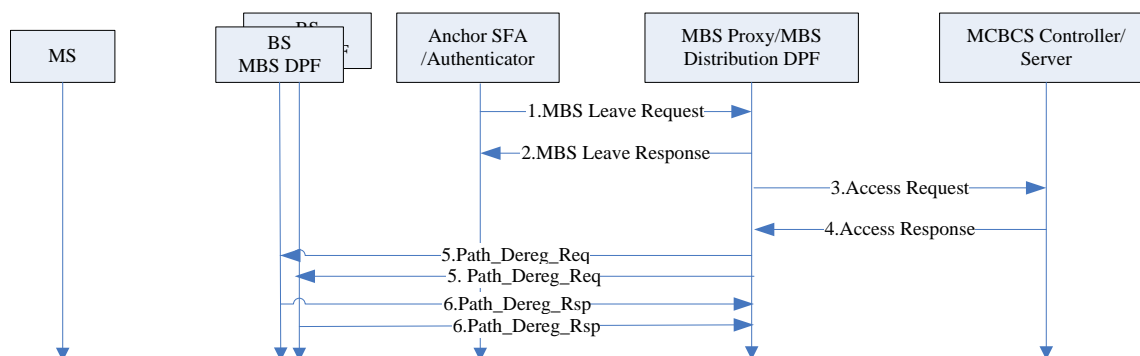 MS
BS
BS
MBS DPF
F
Anchor SFA
/Authenticator
MBS Proxy/MBS
Distribution DPF
MCBCS Controller/
Server
1.MBS Leave Request
2.MBS Leave Response
3.Access Request
4.Access Response
5.Path_Dereg_Req
5. Path_Dereg_Req
6.Path_Dereg_Rsp
6.Path_Dereg_Rsp